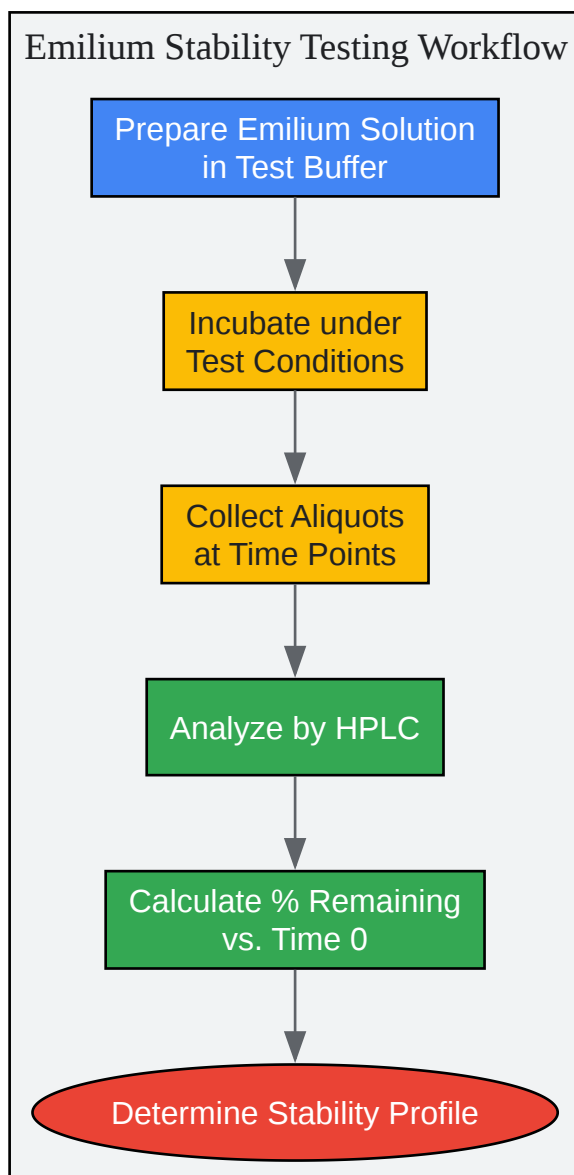 Emilium Stability Testing Workflow
Prepare Emilium Solution
in Test Buffer
Incubate under
Test Conditions
Collect Aliquots
at Time Points
Analyze by HPLC
Calculate % Remaining
vs. Time 0
Determine Stability Profile